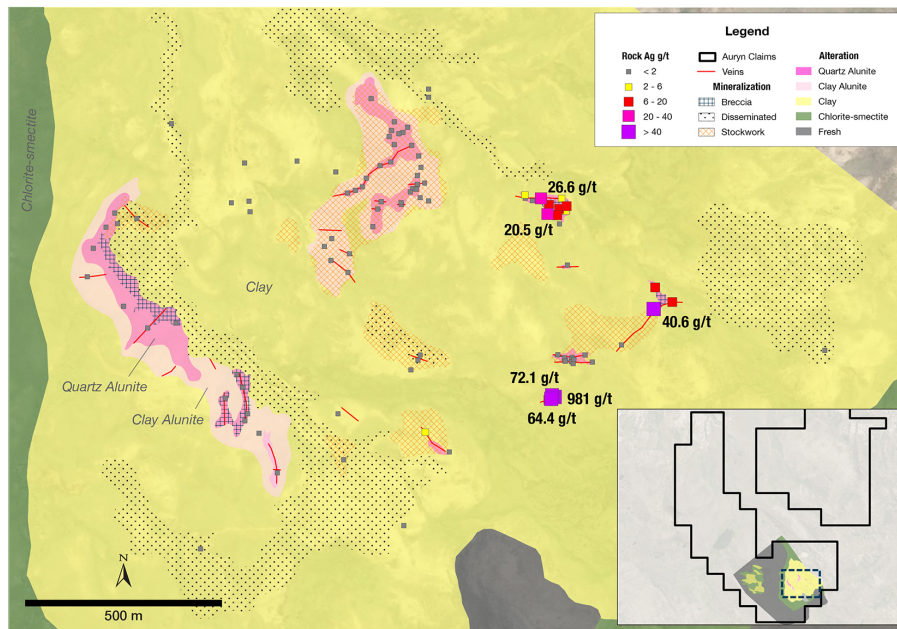 Legend
Rock Ag g/t
< 2
2 - 6
6 - 20
20 - 40
> 40
Auryn Claims
Veins
Mineralization
Breccia
Disseminated
Stockwork
Alteration
Quartz Alunite
Clay Alunite
Clay
Chlorite-smectite
Fresh
Chlorite-smectite
26.6 g/t
20.5 g/t
Clay
40.6 g/t
Quartz Alunite
72.1 g/t
981 g/t
Clay Alunite
64.4 g/t
N
500 m